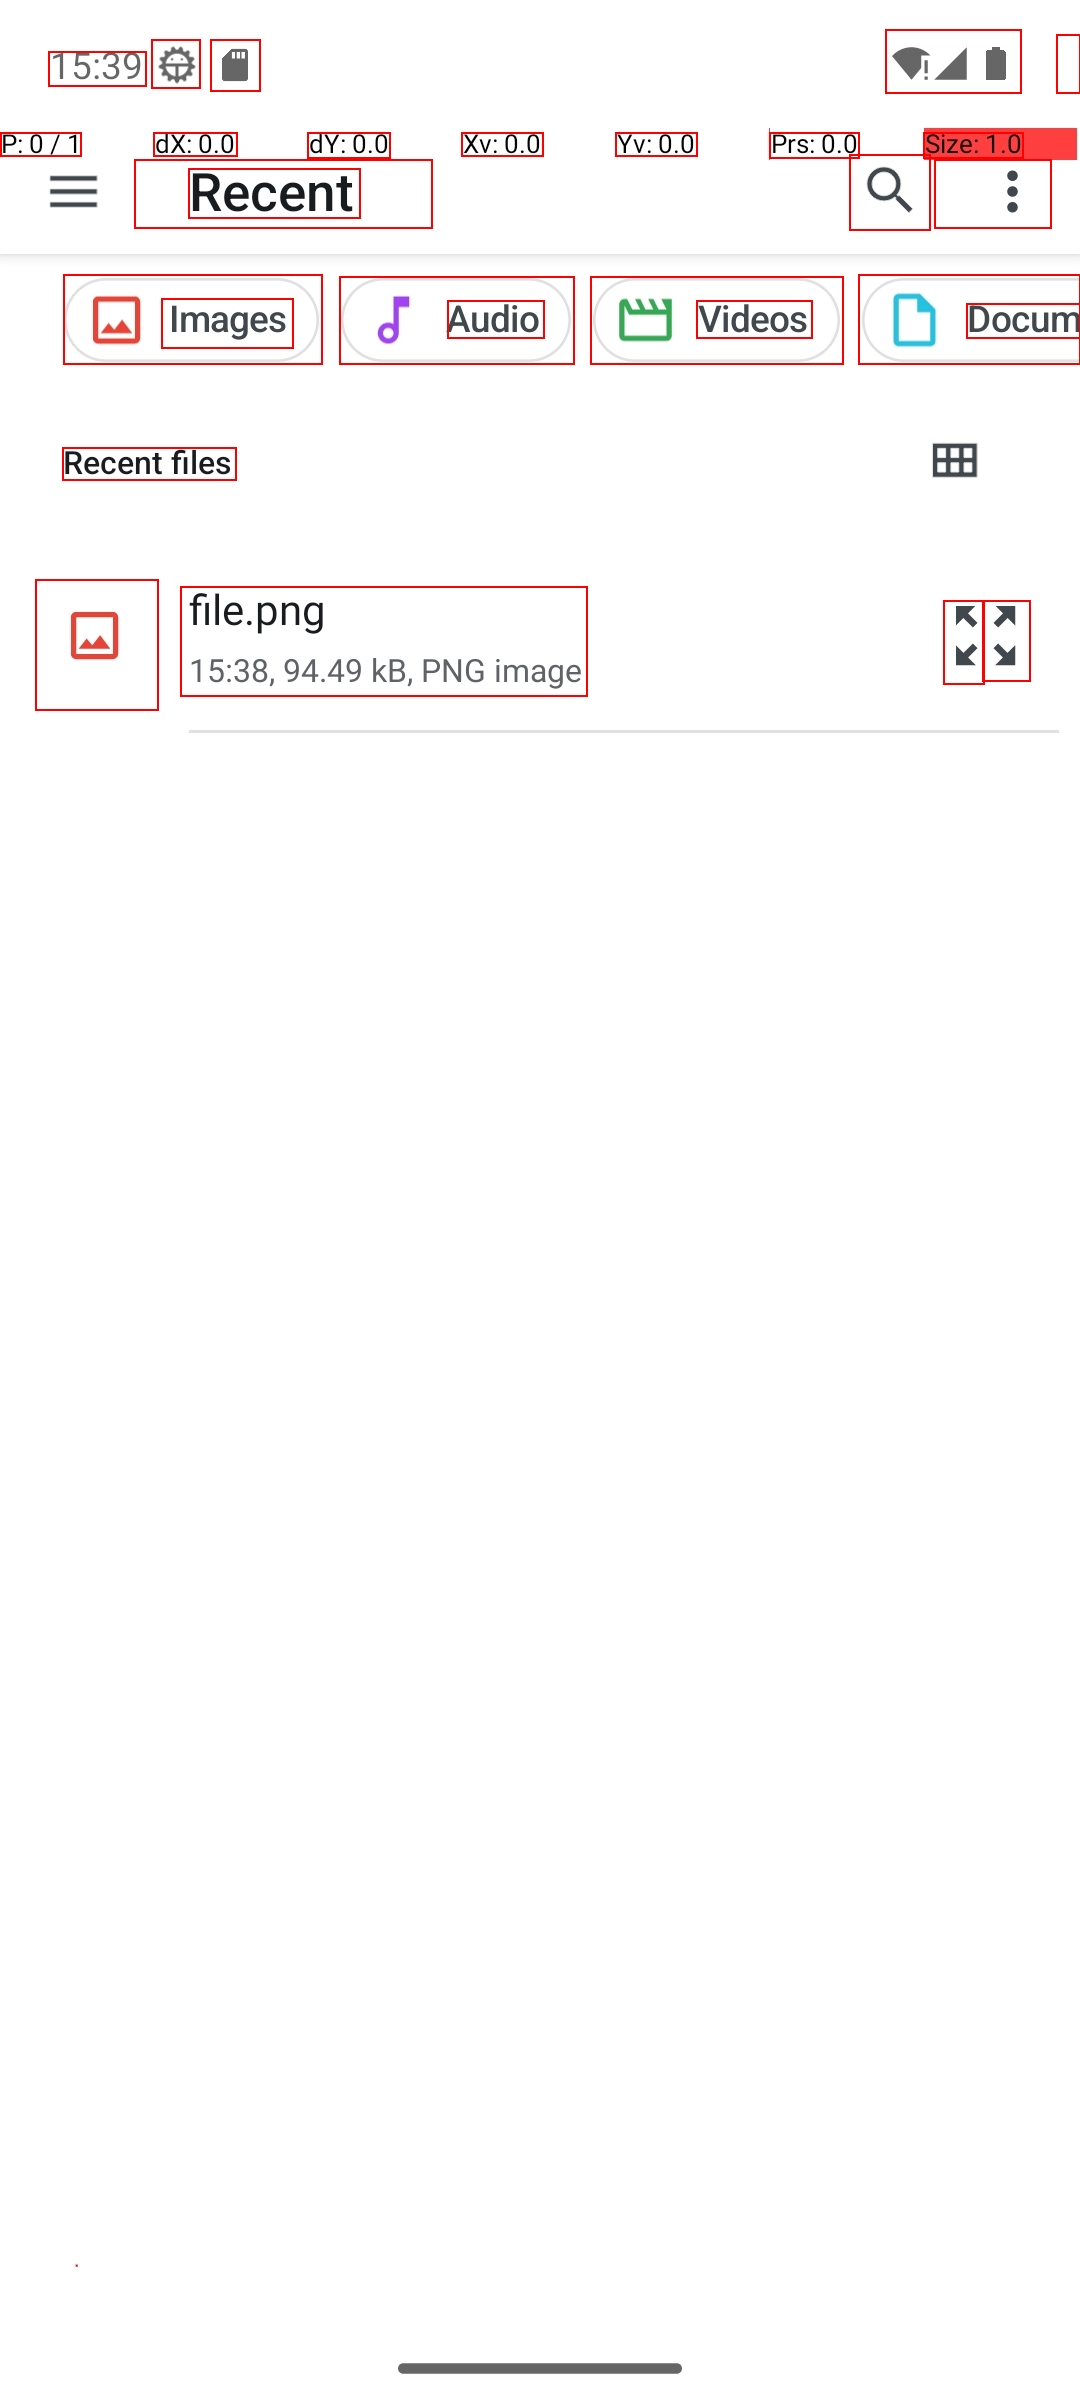 15:39
P: 0 / 1 dX: 0.0 dY: 0.0 Xv: 0.0 Yv: 0.0 Prs: 0.0 Size: 1.0
Recent
Images Audio Videos Docum
Recent files
file.png
15:38, 94.49 kB, PNG image